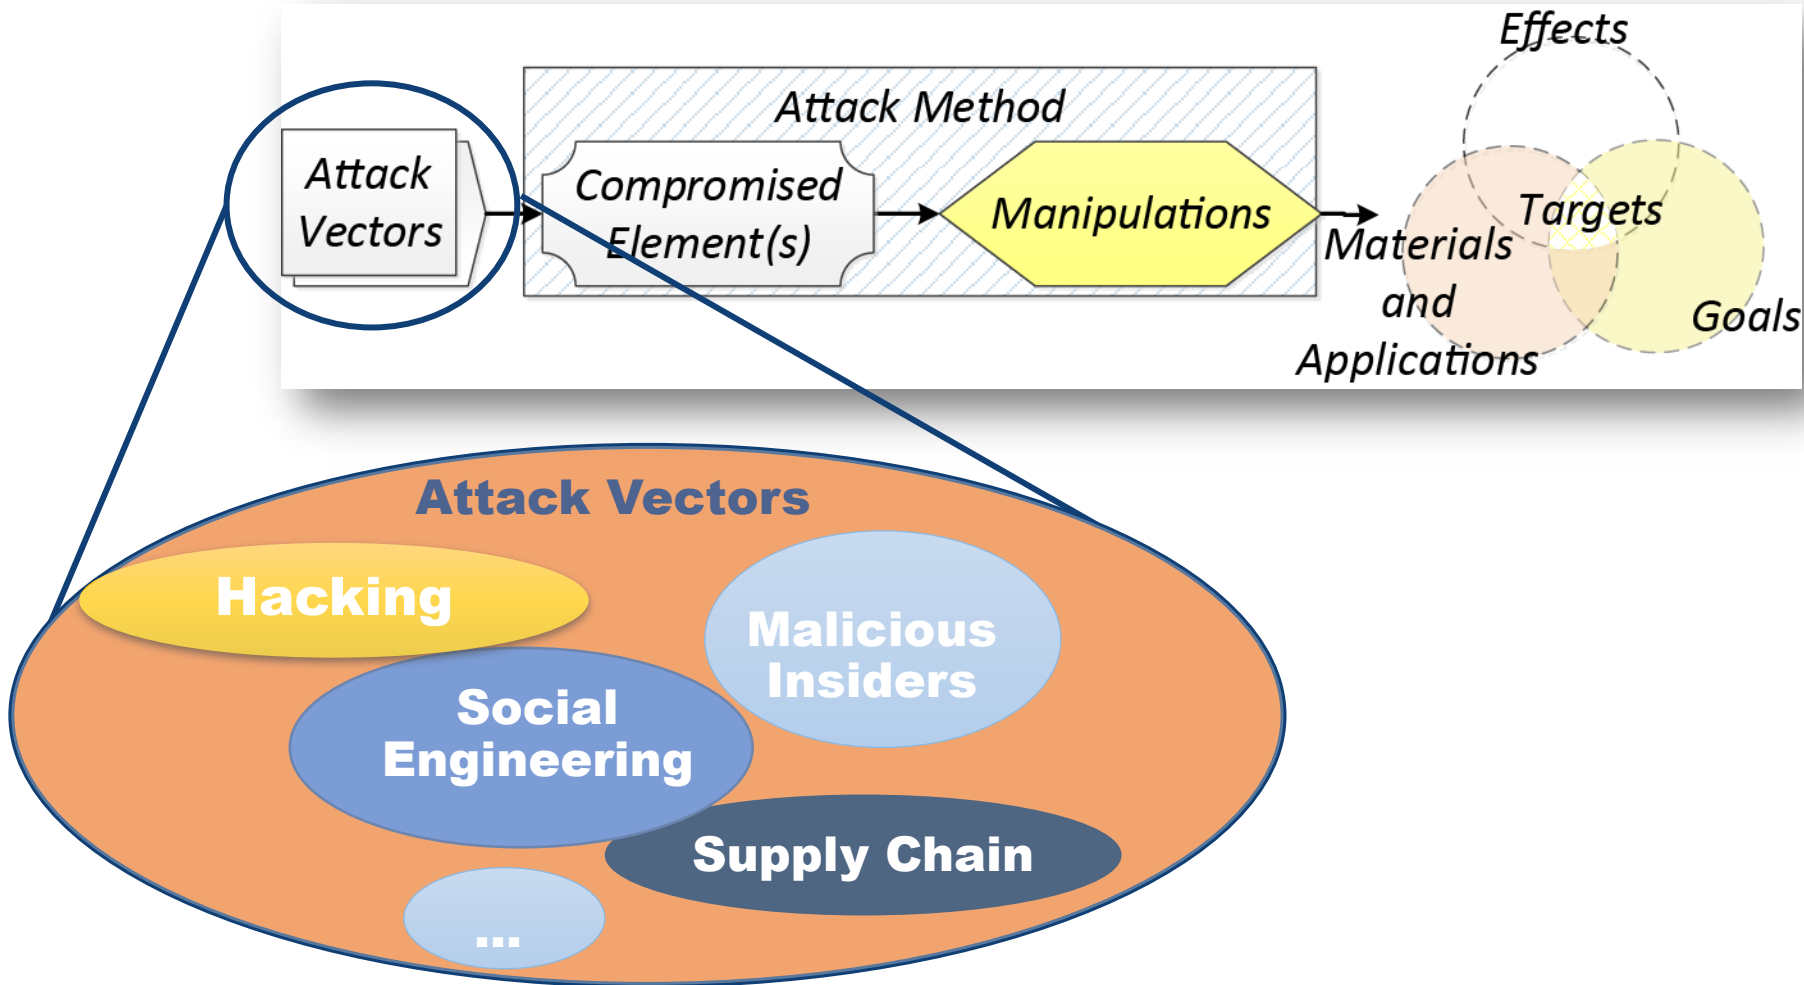 Effects
Attack Method
Attack
Vectors
Compromised
Element(s)
Manipulations
Targets
Materials
and
Applications
Goals
Attack Vectors
Hacking
Malicious
Insiders
Social
Engineering
Supply Chain
...